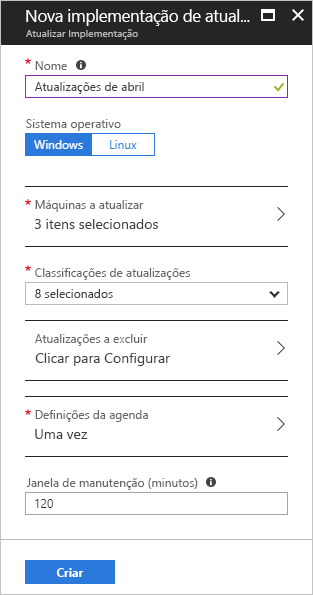 Nova implementação de atual...
Atualizar Implementação
* Nome
Atualizações de abril
Sistema operativo
Windows Linux
* Máquinas a atualizar
3 itens selecionados
* Classificações de atualizações
8 selecionados
Atualizações a excluir
Clicar para Configurar
* Definições da agenda
Uma vez
Janela de manutenção (minutos)
120
Criar